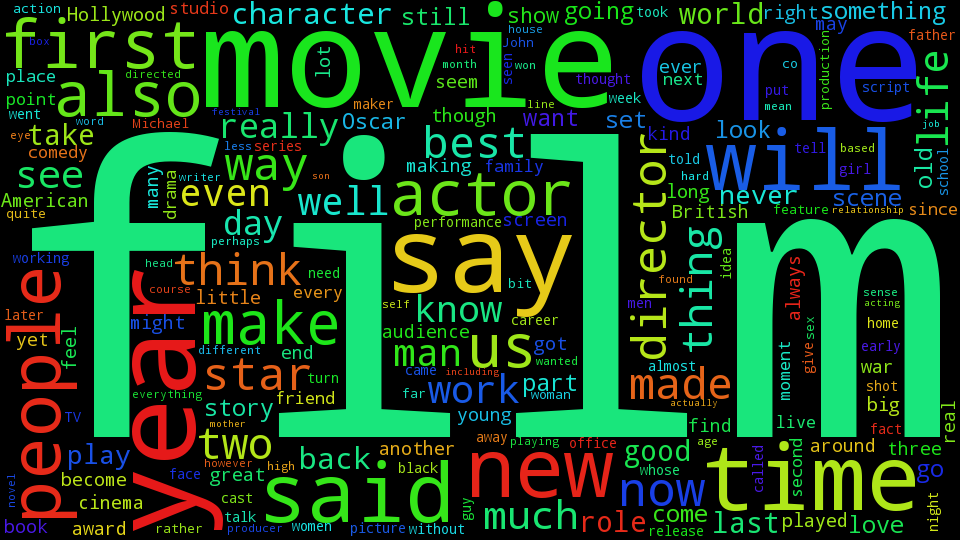 action
Hollywood
studio
character
still
show
going
took
world
right
something
may
first
movie
one
house
John
father
box
lot
hit
month
seem
seen
won
ever
next
thought
co
production
put
mean
script
life
place
directed
point
also
went
word
Michael
festival
maker
though
line
want
week
set
kind
look
will
job
eye
take
comedy
really
Oscar
less
series
best
making
family
told
hard
tell
based
girl
old
school
see
many
drama
writer
way
even
son
well
actor
long
never
scene
American
quite
day
performance
screen
British
feature
relationship
since
perhaps
film
say
director
thing
idea
working
head
think
need
bit
found
always
sense
acting
people
year
course
little
every
self
know
career
men
home
later
might
make
audience
yet
feel
different
end
man
us
got
almost
moment
give
sex
early
war
star
turn
came
including
wanted
everything
friend
far
work
part
woman
made
shot
TV
story
actually
big
real
mother
young
find
live
fact
play
two
however
back
another
away
playing
office
good
age
time
around
three
become
face
great
high
black
new
whose
now
called
second
go
novel
cinema
cast
said
guy
much
role
come
last
played
love
night
book
award
rather
talk
producer
women
picture
without
release